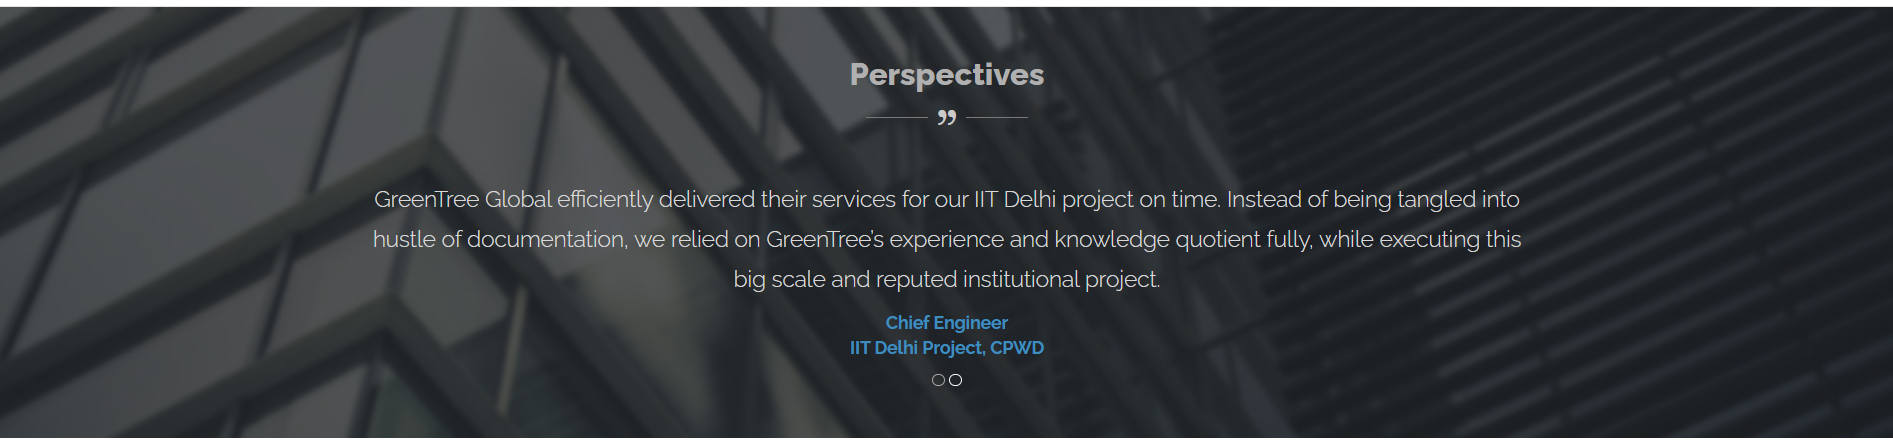 Perspectives
”
GreenTree Global efficiently delivered their services for our IIT Delhi project on time. Instead of being tangled into
hustle of documentation, we relied on GreenTree’s experience and knowledge quotient fully, while executing this
big scale and reputed institutional project.
Chief Engineer
IIT Delhi Project, CPWD